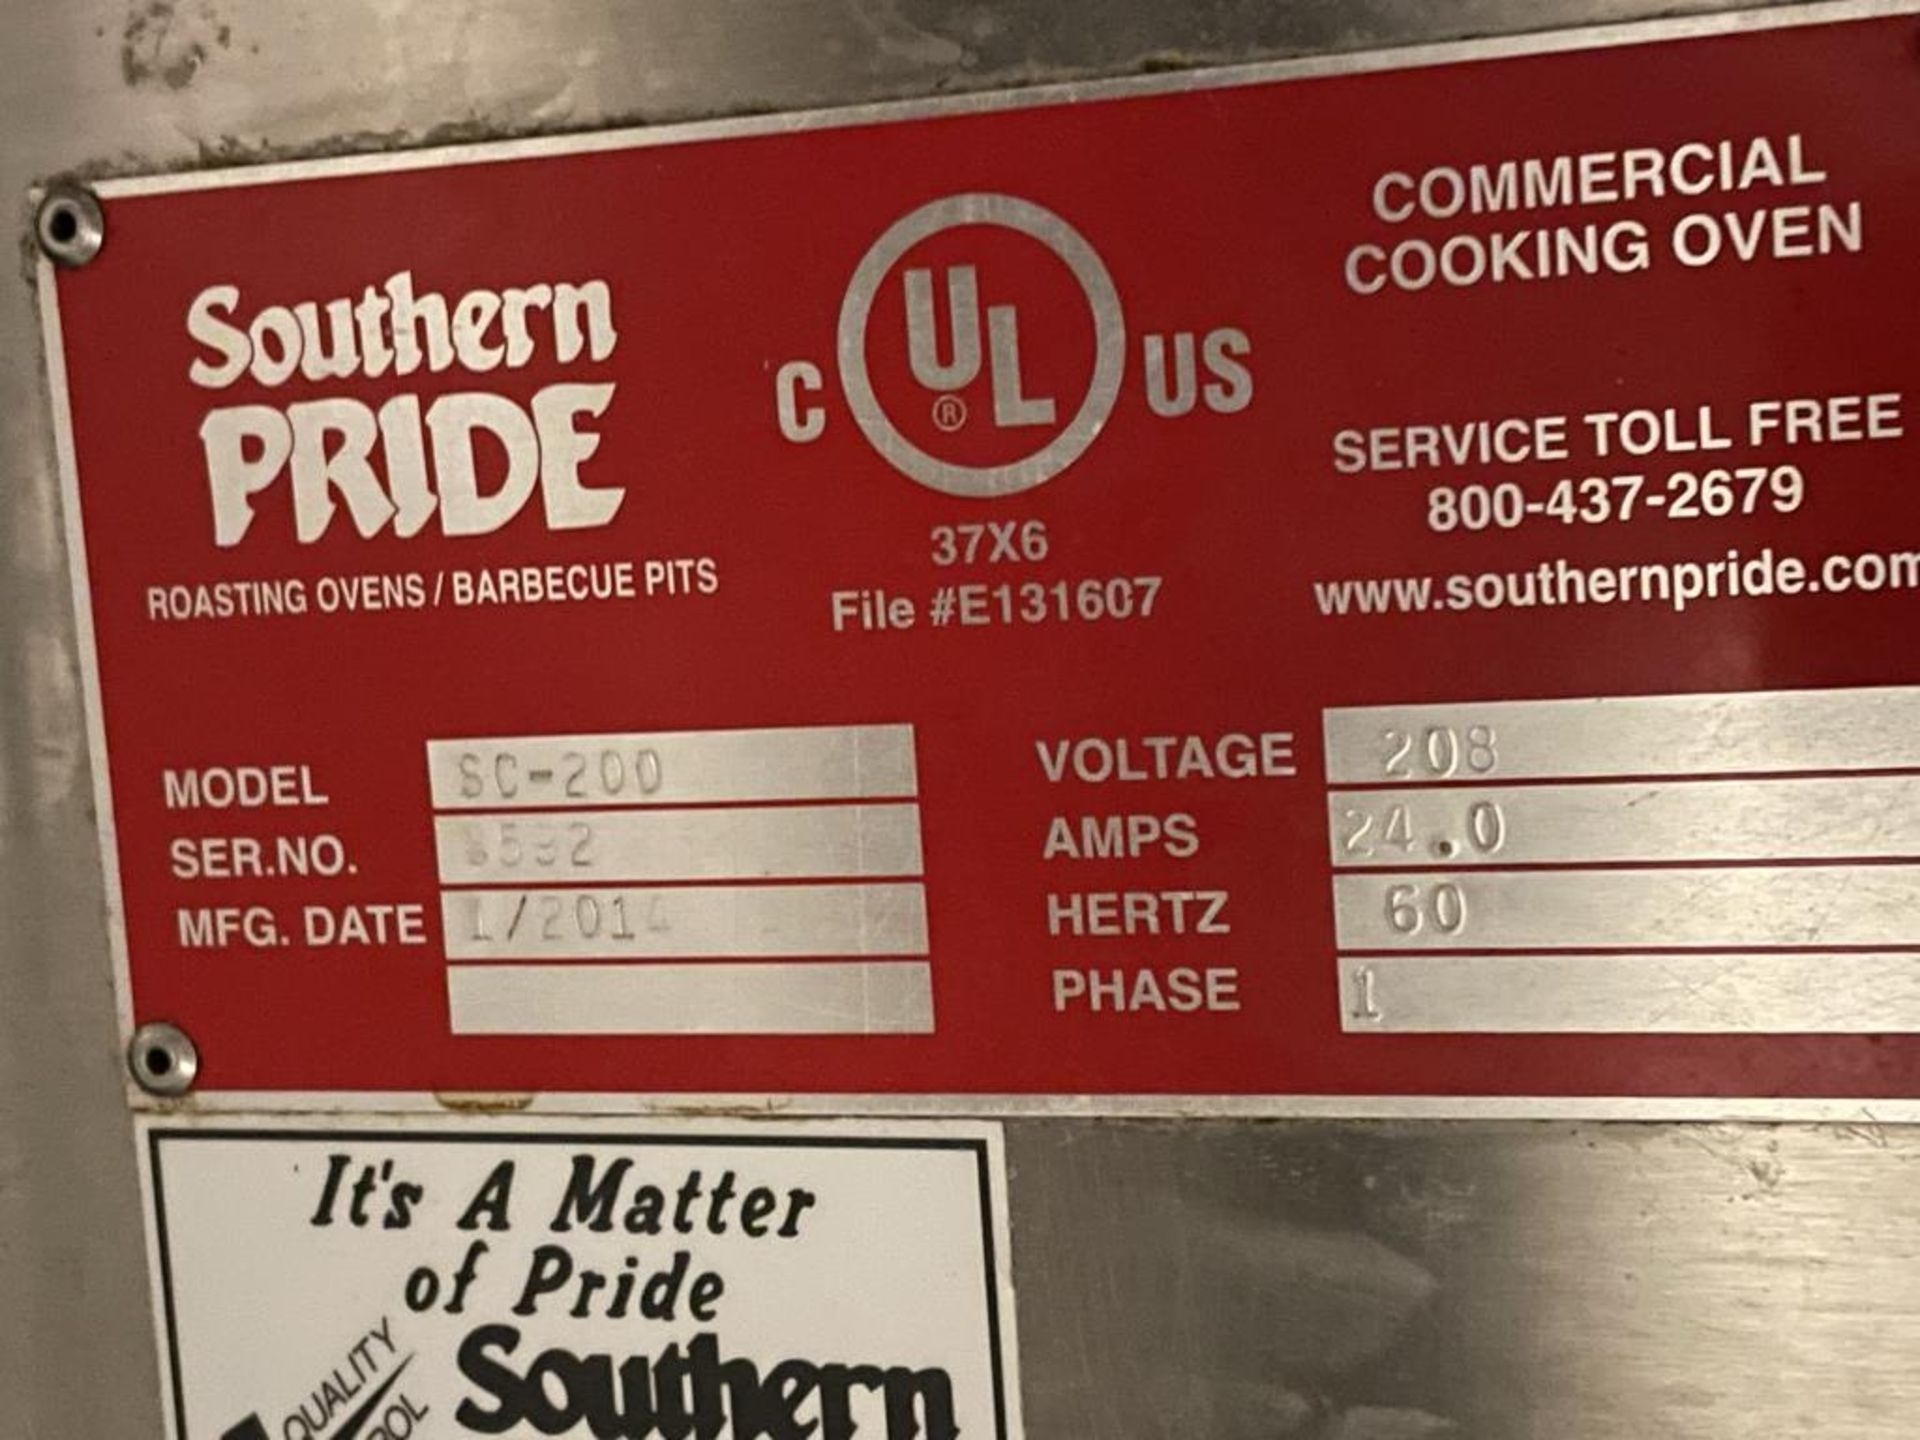 Southern
PRIDE
ROASTING OVENS / BARBECUE PITS
C UL® US
37X6
File #E131607
COMMERCIAL
COOKING OVEN
SERVICE TOLL FREE
800-437-2679
www.southernpride.com
MODEL SC-200
SER.NO.
MFG. DATE 1/2014
VOLTAGE 208
AMPS 24.0
HERTZ 60
PHASE 1
It's A Matter
of Pride
QUALITY
Southern